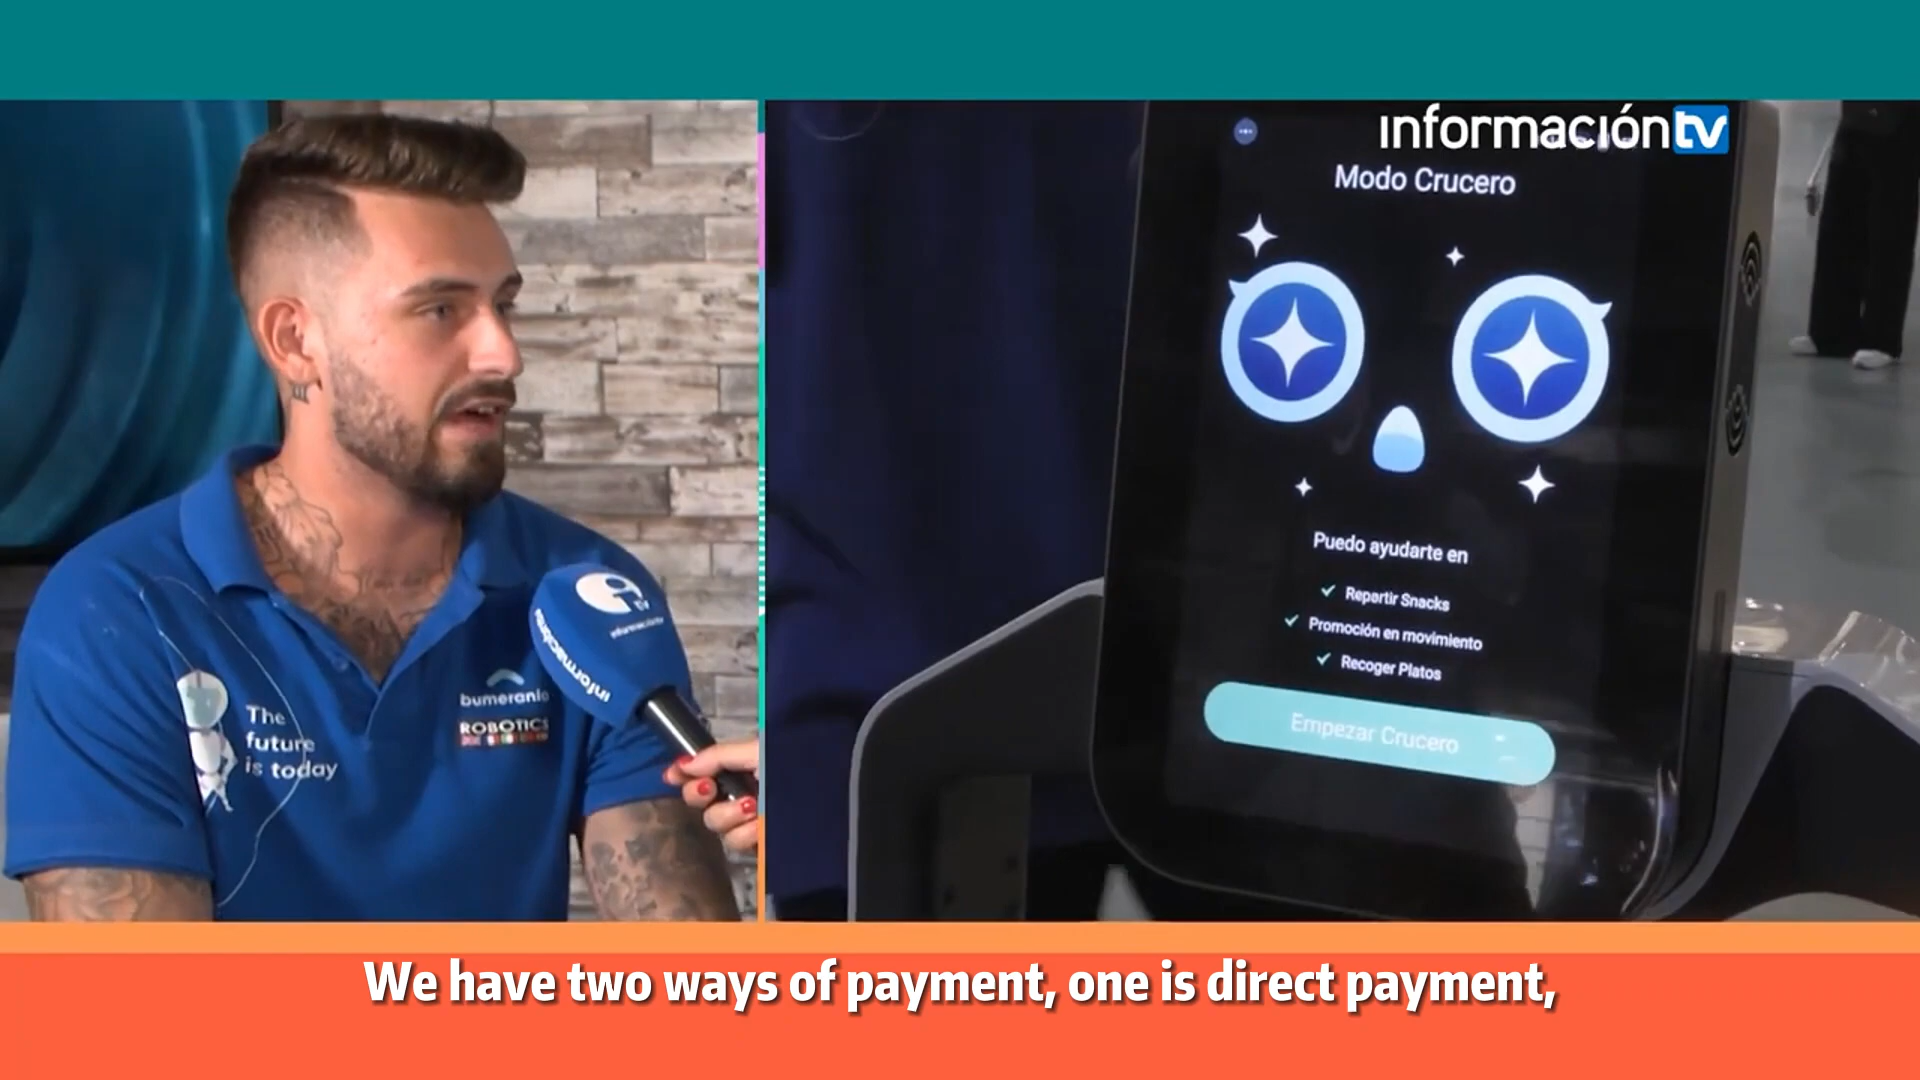 informacióntv
Modo Crucero
Puedo ayudarte en
Repartir Snacks
Promoción en movimiento
Recoger Platos
Empezar Crucero
The
future
is today
ROBOTICS
tv
We have two ways of payment, one is direct payment,